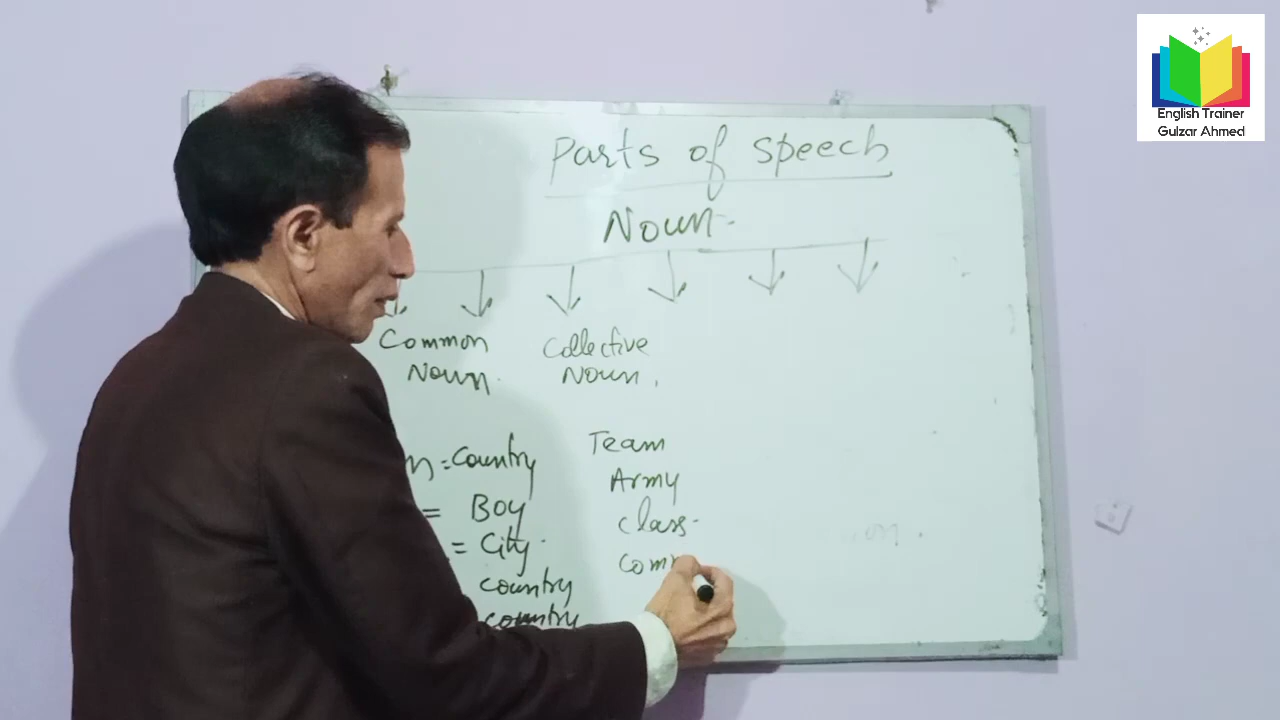 English Trainer
Gulzar Ahmed
Parts of speech
Noun
Common
Noun
Collective
Noun
= Country
= Boy
= City
country
country
Team
Army
class